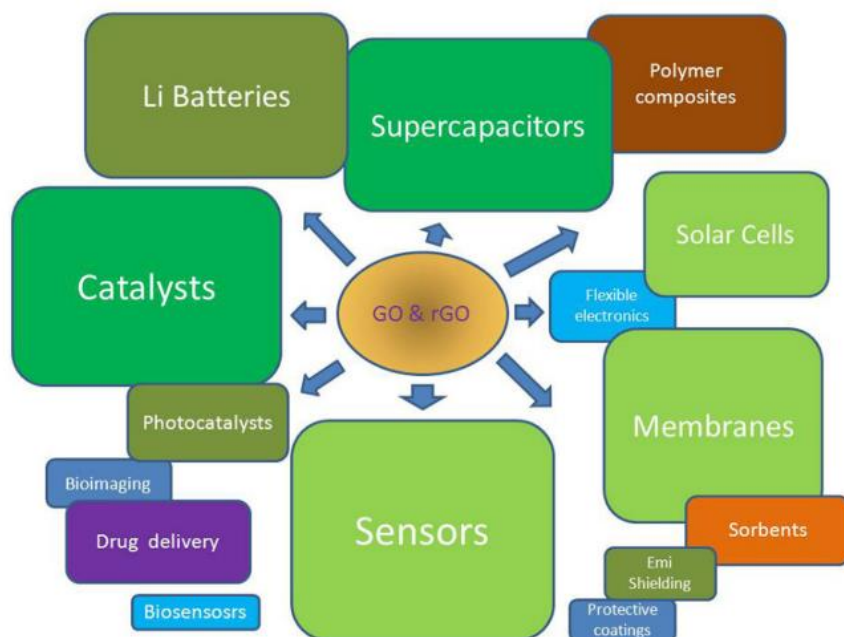 Li Batteries
Supercapacitors
Polymer
composites
Catalysts
GO & rGO
Solar Cells
Flexible
electronics
Photocatalysts
Membranes
Bioimaging
Drug delivery
Sensors
Sorbents
Emi
Shielding
Biosensosrs
Protective
coatings